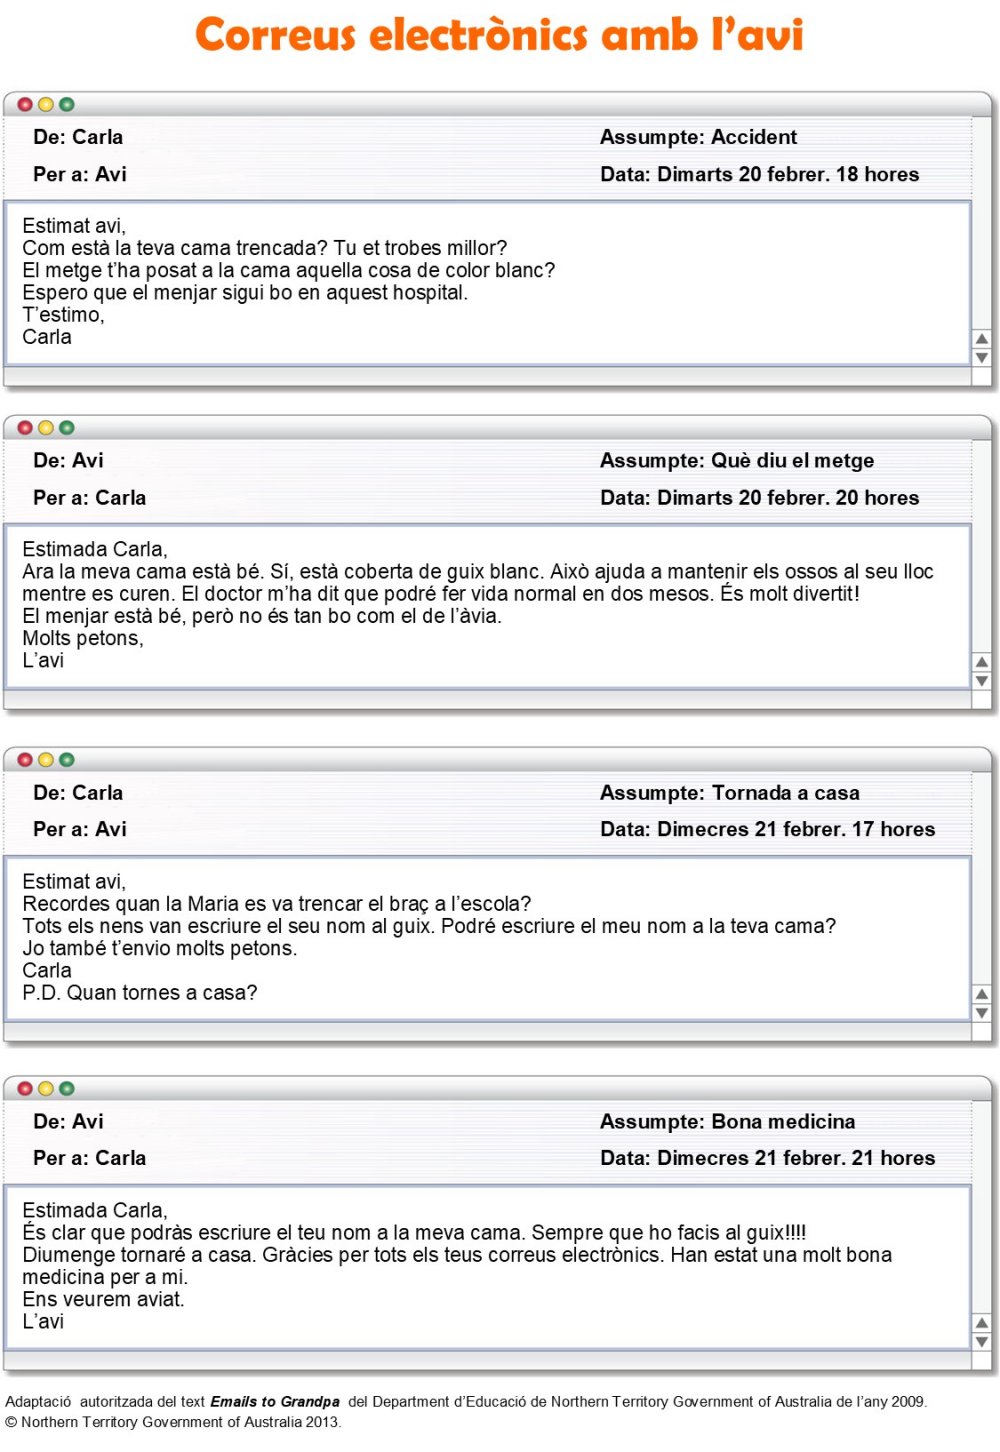 Correus electrònics amb l'avi
De: Carla
Assumpte: Accident
Per a: Avi
Data: Dimarts 20 febrer. 18 hores
Estimat avi,
Com està la teva cama trencada? Tu et trobes millor?
El metge t'ha posat a la cama aquella cosa de color blanc?
Espero que el menjar sigui bo en aquest hospital.
T'estimo,
Carla
De: Avi
Assumpte: Què diu el metge
Per a: Carla
Data: Dimarts 20 febrer. 20 hores
Estimada Carla,
Ara la meva cama està bé. Sí, està coberta de guix blanc. Això ajuda a mantenir els ossos al seu lloc
mentre es curen. El doctor m'ha dit que podré fer vida normal en dos mesos. És molt divertit!
El menjar està bé, però no és tan bo com el de l'àvia.
Molts petons,
L'avi
De: Carla
Assumpte: Tornada a casa
Per a: Avi
Data: Dimecres 21 febrer. 17 hores
Estimat avi,
Recordes quan la Maria es va trencar el braç a l'escola?
Tots els nens van escriure el seu nom al guix. Podré escriure el meu nom a la teva cama?
Jo també t'envio molts petons.
Carla
P.D. Quan tornes a casa?
De: Avi
Assumpte: Bona medicina
Per a: Carla
Data: Dimecres 21 febrer. 21 hores
Estimada Carla,
És clar que podràs escriure el teu nom a la meva cama. Sempre que ho facis al guix!!!!
Diumenge tornaré a casa. Gràcies per tots els teus correus electrònics. Han estat una molt bona
medicina per a mi.
Ens veurem aviat.
L'avi
Adaptació autoritzada del text Emails to Grandpa del Department d'Educació de Northern Territory Government of Australia de l'any 2009.
© Northern Territory Government of Australia 2013.